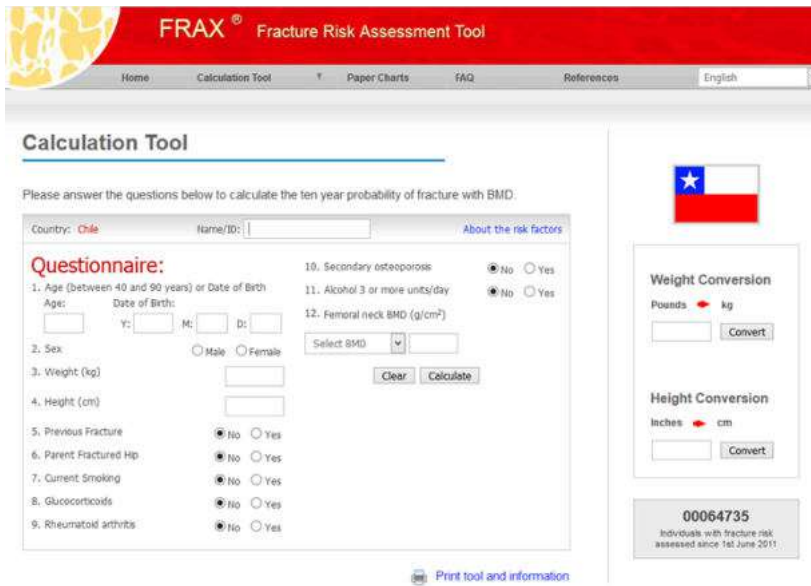 FRAX ® Fracture Risk Assessment Tool
Home Calculation Tool ▼ Paper Charts FAQ References English
Calculation Tool
Please answer the questions below to calculate the ten year probability of fracture with BMD.
Country: Chile Name/ID: About the risk factors
Questionnaire:
1. Age (between 40 and 90 years) or Date of Birth
Age: Date of Birth:
Y: M: D:
2. Sex Male Female
3. Weight (kg)
4. Height (cm)
5. Previous Fracture No Yes
6. Parent Fractured Hip No Yes
7. Current Smoking No Yes
8. Glucocorticoids No Yes
9. Rheumatoid arthritis No Yes
10. Secondary osteoporosis No Yes
11. Alcohol 3 or more units/day No Yes
12. Femoral neck BMD (g/cm²)
Select BMD
Clear Calculate
Print tool and information
Weight Conversion
Pounds kg
Convert
Height Conversion
Inches cm
Convert
00064735
Individuals with fracture risk
assessed since 1st June 2011